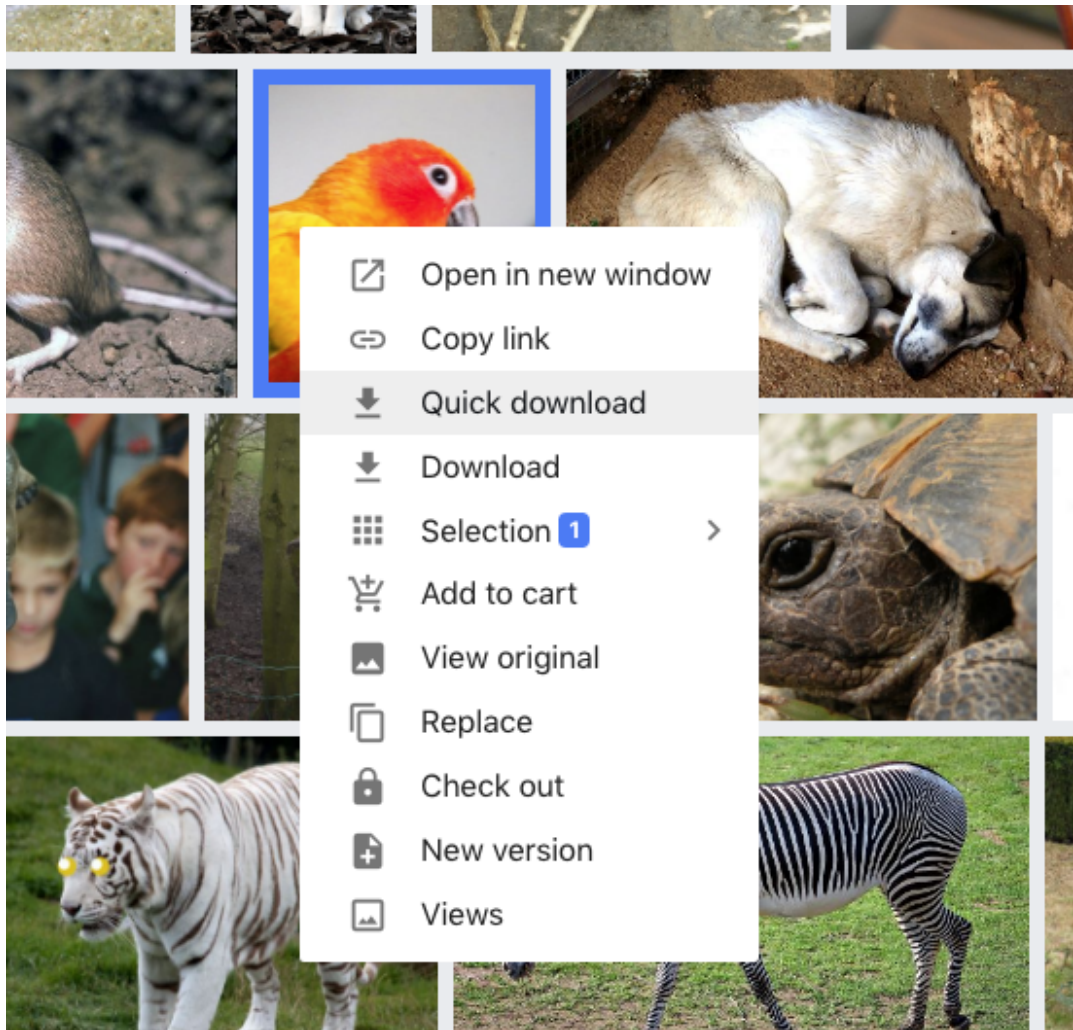 Open in new window
Copy link
Quick download
Download
Selection 1
Add to cart
View original
Replace
Check out
New version
Views